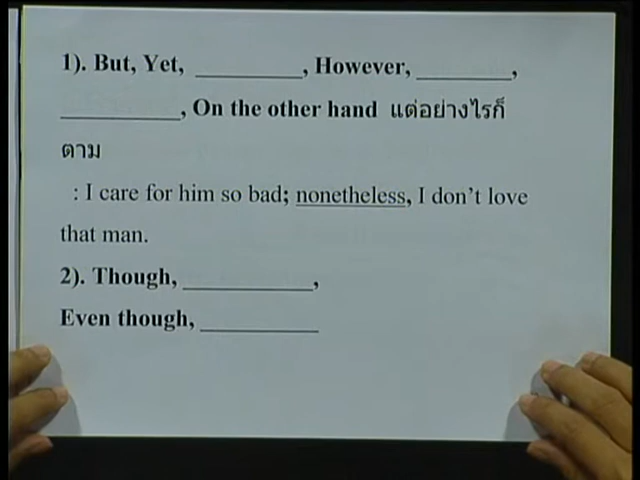 1). But, Yet, _________, However, ________,
__________, On the other hand แต่อย่างไรก็
ตาม
: I care for him so bad; nonetheless, I don't love
that man.
2). Though, ___________,
Even though, __________